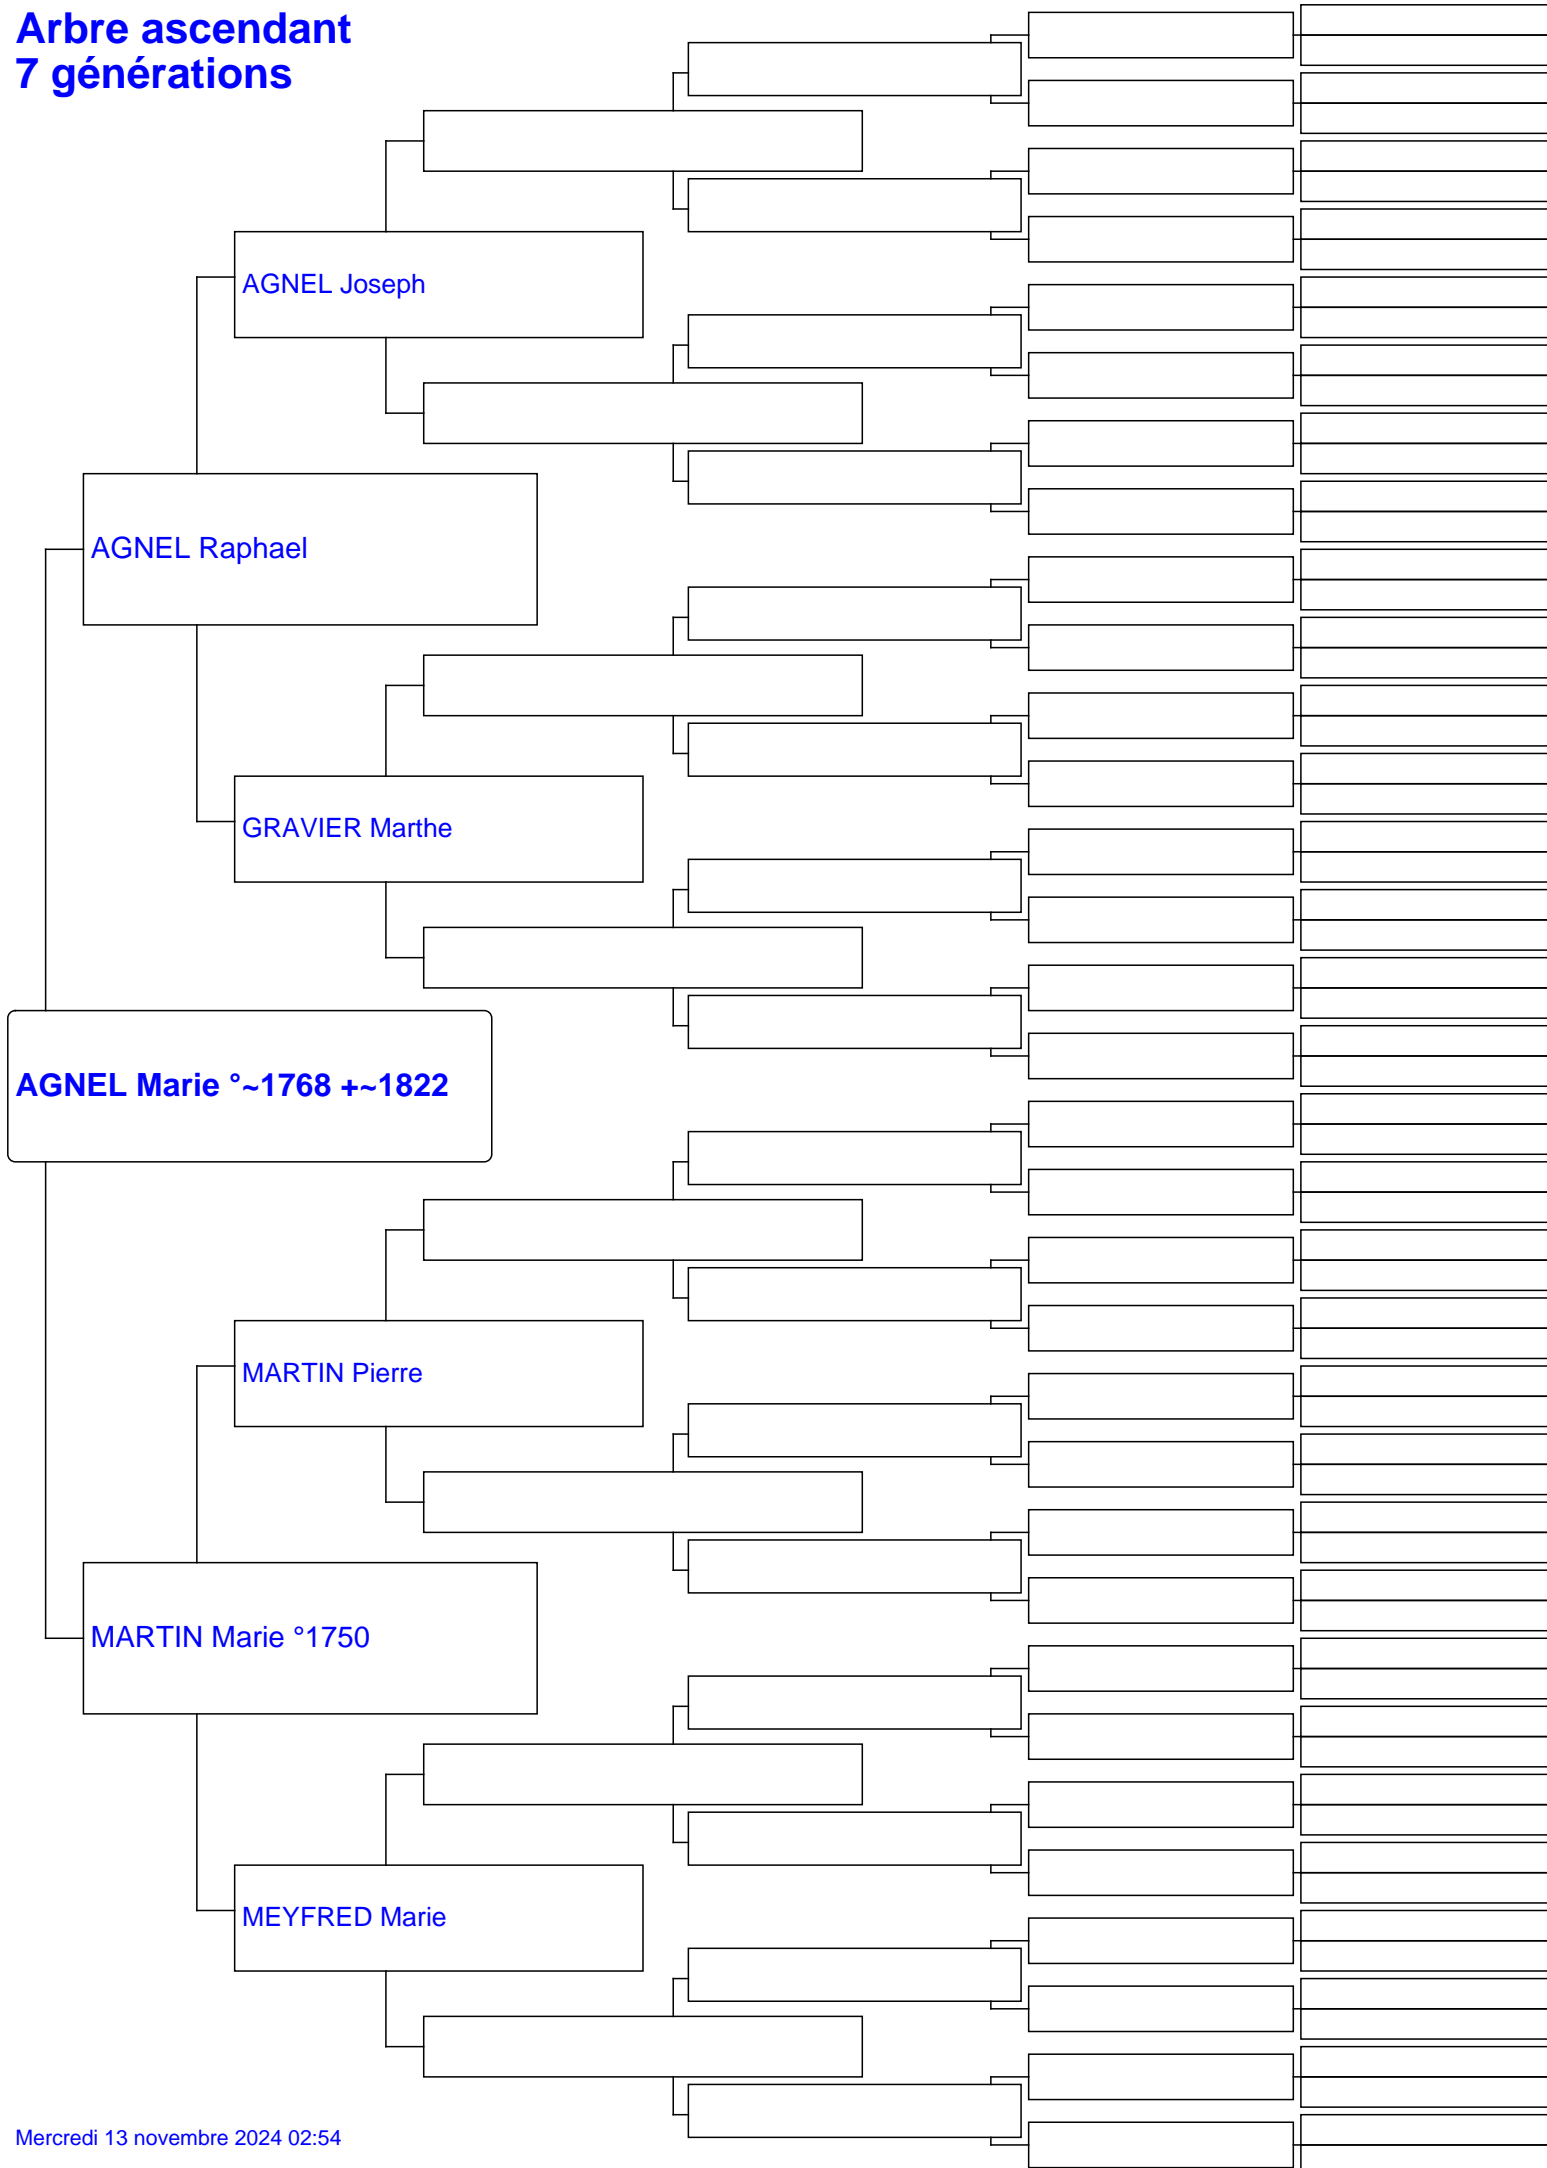 Arbre ascendant
7 générations
AGNEL Joseph
AGNEL Raphael
GRAVIER Marthe
AGNEL Marie °~1768 +~1822
MARTIN Pierre
MARTIN Marie °1750
MEYFRED Marie
Mercredi 13 novembre 2024 02:54